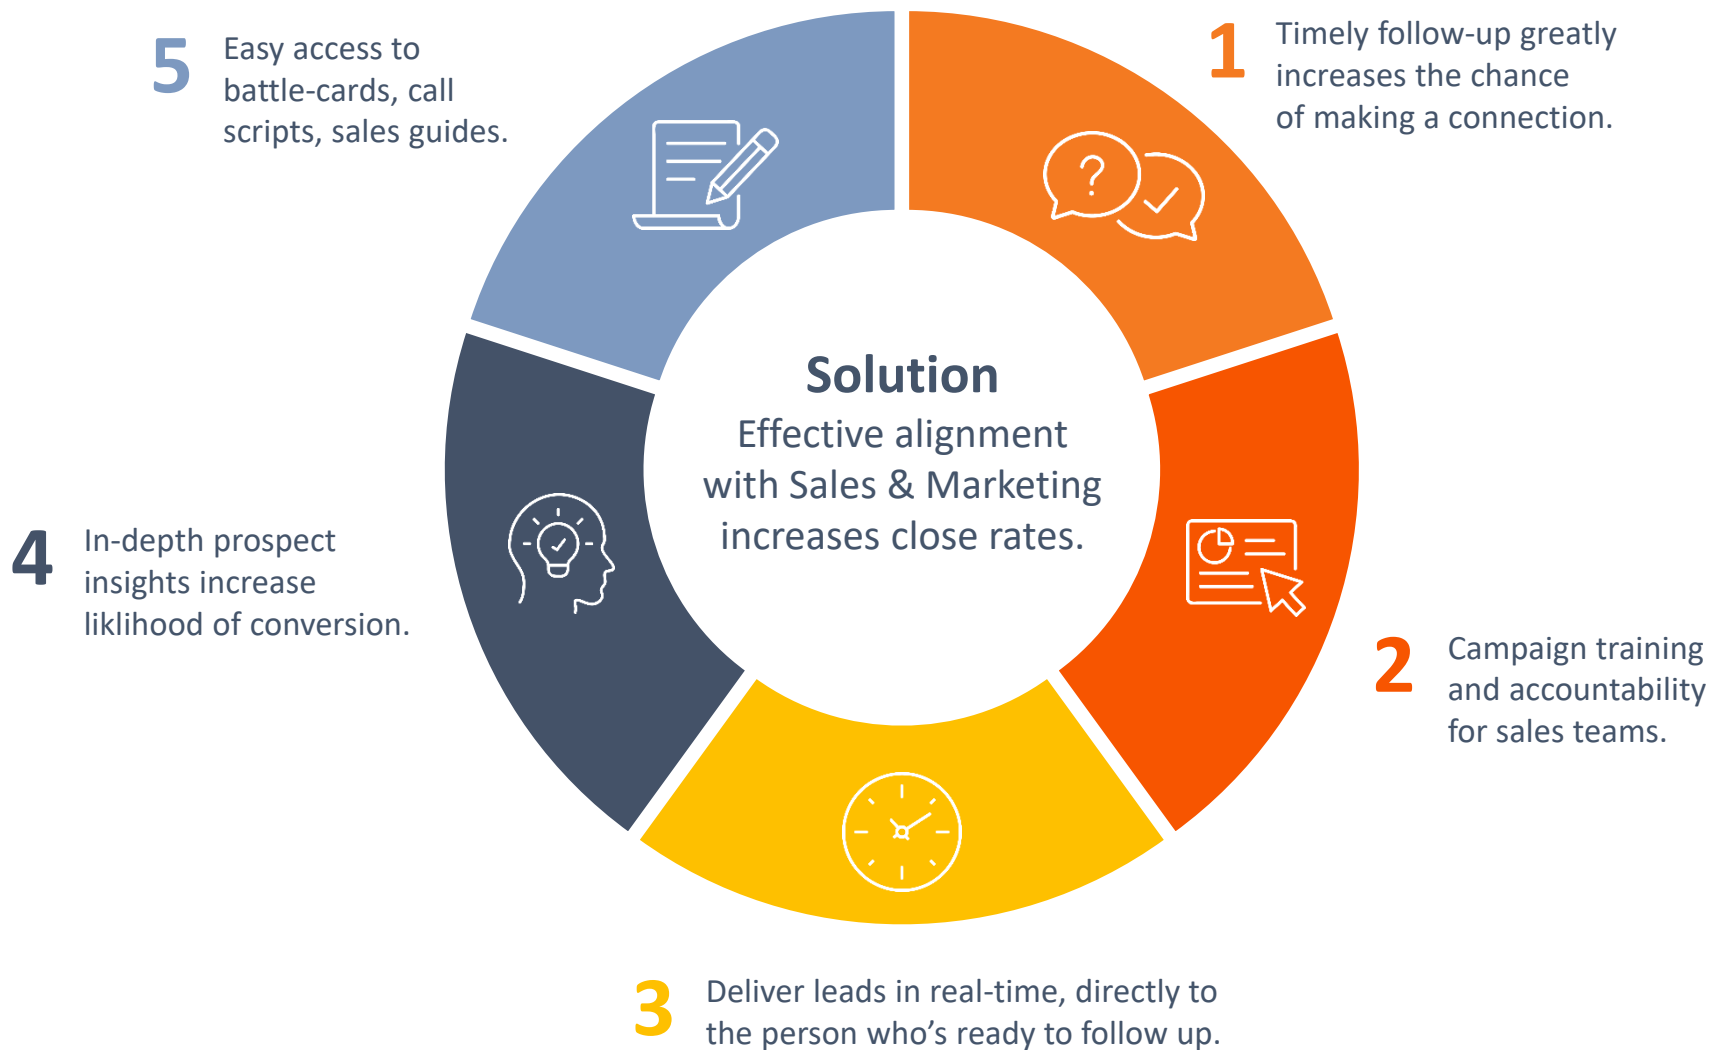 Solution
Effective alignment
with Sales & Marketing
increases close rates.
1
Timely follow-up greatly
increases the chance
of making a connection.
?
2
Campaign training
and accountability
for sales teams.
3
Deliver leads in real-time, directly to
the person who's ready to follow up.
4
In-depth prospect
insights increase
liklihood of conversion.
5
Easy access to
battle-cards, call
scripts, sales guides.